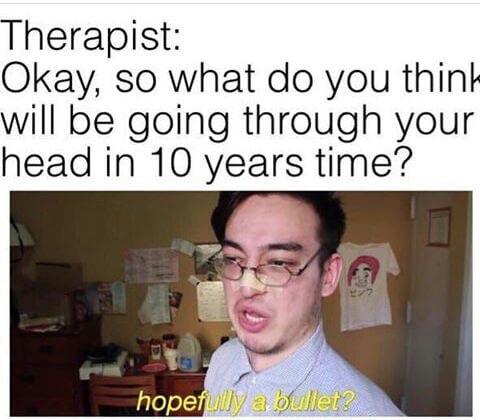 Therapist:
Okay, so what do you think
will be going through your
head in 10 years time?
hopefully a bullet?